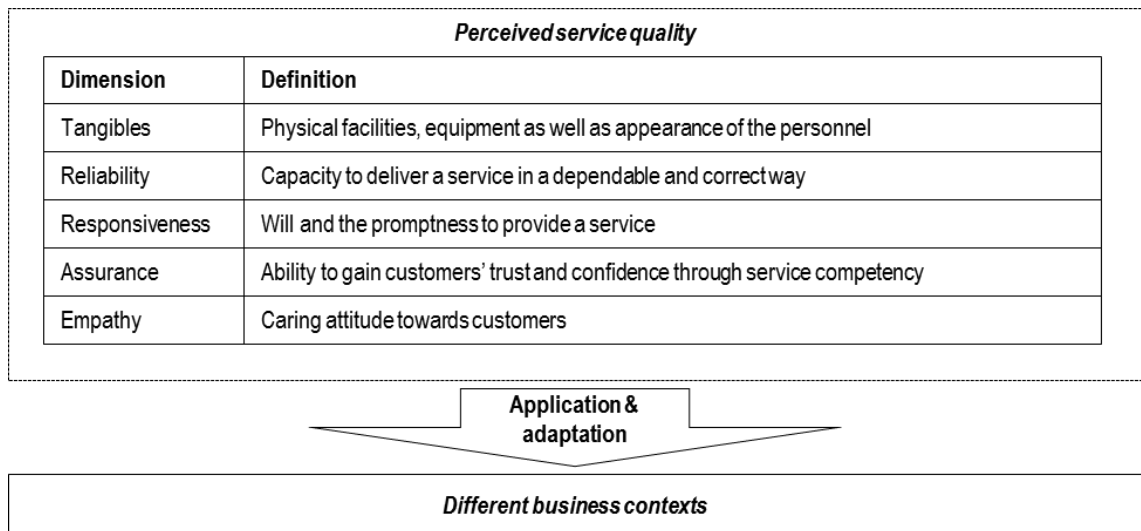 Perceived service quality
Dimension Definition
Tangibles Physical facilities, equipment as well as appearance of the personnel
Reliability Capacity to deliver a service in a dependable and correct way
Responsiveness Will and the promptness to provide a service
Assurance Ability to gain customers’ trust and confidence through service competency
Empathy Caring attitude towards customers
Application &
adaptation
Different business contexts